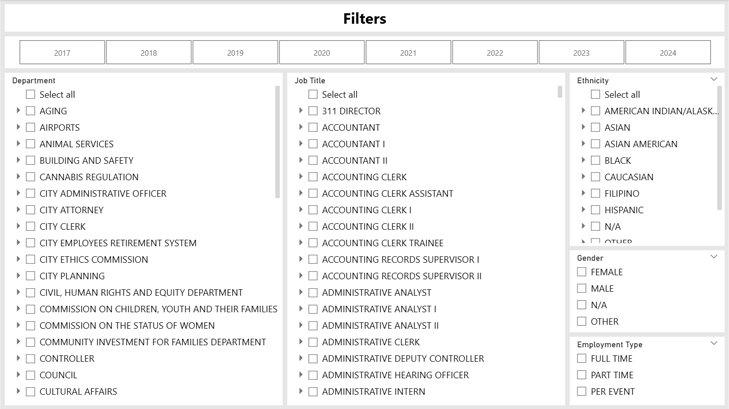 Filters
2017
2018
2019
2020
2021
2022
2023
2024
Department
Select all
AGING
AIRPORTS
ANIMAL SERVICES
BUILDING AND SAFETY
CANNABIS REGULATION
CITY ADMINISTRATIVE OFFICER
CITY ATTORNEY
CITY CLERK
CITY EMPLOYEES RETIREMENT SYSTEM
CITY ETHICS COMMISSION
CITY PLANNING
CIVIL, HUMAN RIGHTS AND EQUITY DEPARTMENT
COMMISSION ON CHILDREN, YOUTH AND THEIR FAMILIES
COMMISSION ON THE STATUS OF WOMEN
COMMUNITY INVESTMENT FOR FAMILIES DEPARTMENT
CONTROLLER
COUNCIL
CULTURAL AFFAIRS
Job Title
Select all
311 DIRECTOR
ACCOUNTANT
ACCOUNTANT I
ACCOUNTANT II
ACCOUNTING CLERK
ACCOUNTING CLERK ASSISTANT
ACCOUNTING CLERK I
ACCOUNTING CLERK II
ACCOUNTING CLERK TRAINEE
ACCOUNTING RECORDS SUPERVISOR I
ACCOUNTING RECORDS SUPERVISOR II
ADMINISTRATIVE ANALYST
ADMINISTRATIVE ANALYST I
ADMINISTRATIVE ANALYST II
ADMINISTRATIVE CLERK
ADMINISTRATIVE DEPUTY CONTROLLER
ADMINISTRATIVE HEARING OFFICER
ADMINISTRATIVE INTERN
Ethnicity
Select all
AMERICAN INDIAN/ALASK...
ASIAN
ASIAN AMERICAN
BLACK
CAUCASIAN
FILIPINO
HISPANIC
N/A
OTHER
Gender
FEMALE
MALE
N/A
OTHER
Employment Type
FULL TIME
PART TIME
PER EVENT